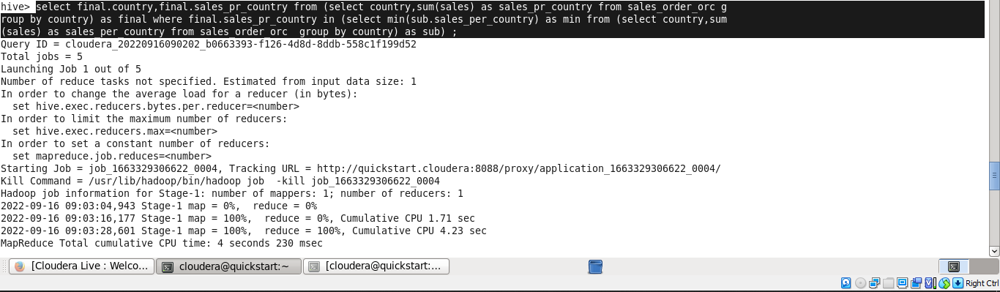 hive> select final.country,final.sales_pr_country from (select country,sum(sales) as sales_pr_country from sales_order_orc g
roup by country) as final where final.sales_pr_country in (select min(sub.sales_per_country) as min from (select country,sum
(sales) as sales_per_country from sales_order_orc  group by country) as sub) ;
Query ID = cloudera_20220916090202_b0663393-f126-4d8d-8ddb-558c1f199d52
Total jobs = 5
Launching Job 1 out of 5
Number of reduce tasks not specified. Estimated from input data size: 1
In order to change the average load for a reducer (in bytes):
  set hive.exec.reducers.bytes.per.reducer=<number>
In order to limit the maximum number of reducers:
  set hive.exec.reducers.max=<number>
In order to set a constant number of reducers:
  set mapreduce.job.reduces=<number>
Starting Job = job_1663329306622_0004, Tracking URL = http://quickstart.cloudera:8088/proxy/application_1663329306622_0004/
Kill Command = /usr/lib/hadoop/bin/hadoop job  -kill job_1663329306622_0004
Hadoop job information for Stage-1: number of mappers: 1; number of reducers: 1
2022-09-16 09:03:04,943 Stage-1 map = 0%,  reduce = 0%
2022-09-16 09:03:16,177 Stage-1 map = 100%,  reduce = 0%, Cumulative CPU 1.71 sec
2022-09-16 09:03:28,601 Stage-1 map = 100%,  reduce = 100%, Cumulative CPU 4.23 sec
MapReduce Total cumulative CPU time: 4 seconds 230 msec
[Cloudera Live : Welco... cloudera@quickstart:~ [cloudera@quickstart:...
Right Ctrl